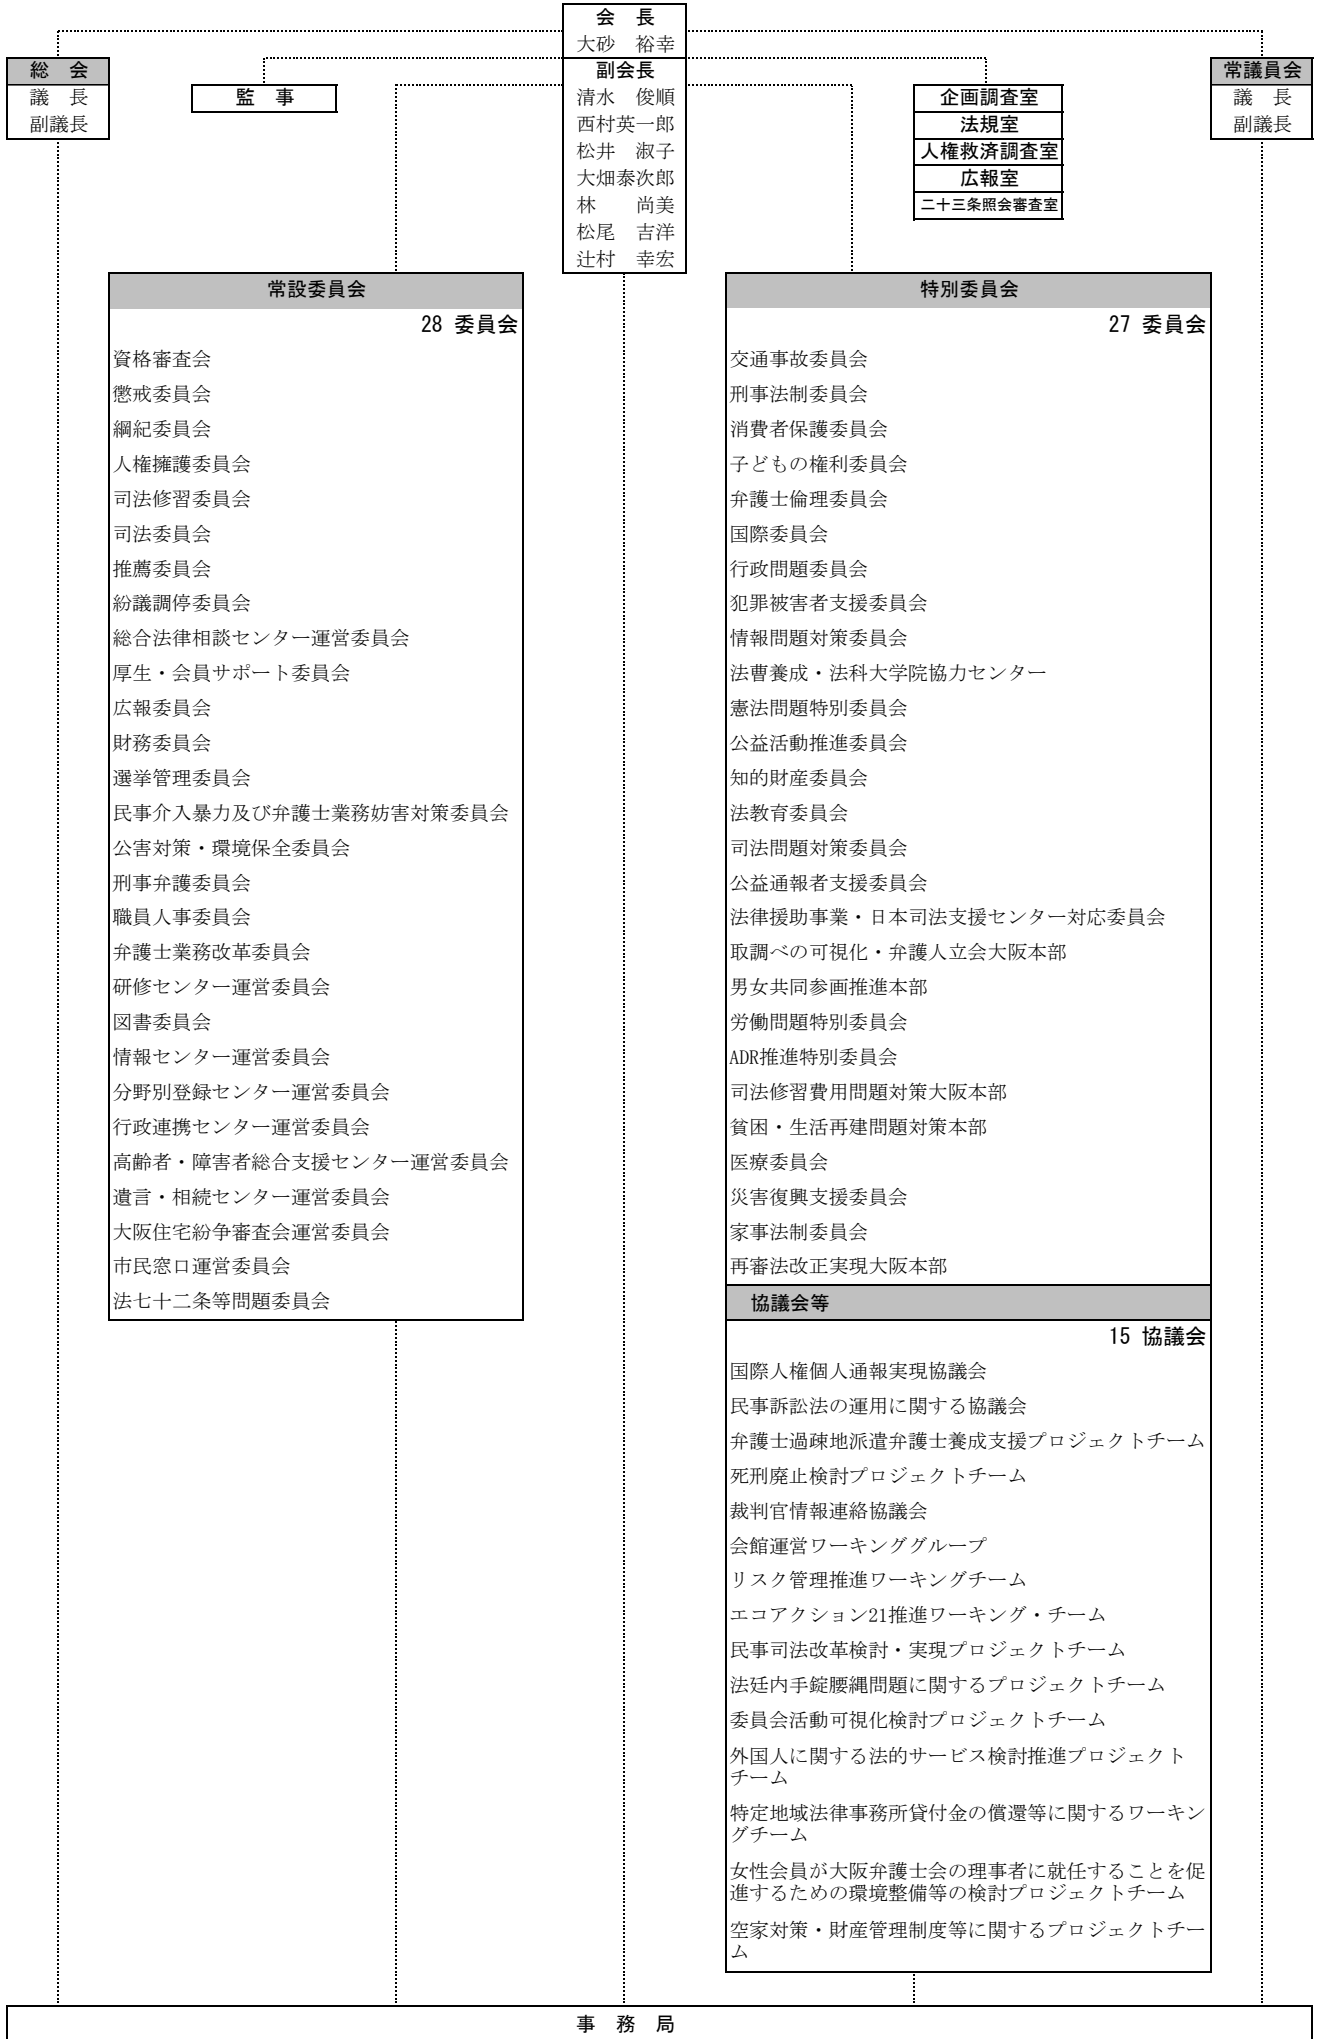 会　長
大砂　裕幸
総　会
議　長
副議長
監　事
副会長
清水　俊順
西村英一郎
松井　淑子
大畑泰次郎
林　　尚美
松尾　吉洋
辻村　幸宏
企画調査室
法規室
人権救済調査室
広報室
二十三条照会審査室
常議員会
議　長
副議長
常設委員会
28 委員会
資格審査会
懲戒委員会
綱紀委員会
人権擁護委員会
司法修習委員会
司法委員会
推薦委員会
紛議調停委員会
総合法律相談センター運営委員会
厚生・会員サポート委員会
広報委員会
財務委員会
選挙管理委員会
民事介入暴力及び弁護士業務妨害対策委員会
公害対策・環境保全委員会
刑事弁護委員会
職員人事委員会
弁護士業務改革委員会
研修センター運営委員会
図書委員会
情報センター運営委員会
分野別登録センター運営委員会
行政連携センター運営委員会
高齢者・障害者総合支援センター運営委員会
遺言・相続センター運営委員会
大阪住宅紛争審査会運営委員会
市民窓口運営委員会
法七十二条等問題委員会
特別委員会
27 委員会
交通事故委員会
刑事法制委員会
消費者保護委員会
子どもの権利委員会
弁護士倫理委員会
国際委員会
行政問題委員会
犯罪被害者支援委員会
情報問題対策委員会
法曹養成・法科大学院協力センター
憲法問題特別委員会
公益活動推進委員会
知的財産委員会
法教育委員会
司法問題対策委員会
公益通報者支援委員会
法律援助事業・日本司法支援センター対応委員会
取調べの可視化・弁護人立会大阪本部
男女共同参画推進本部
労働問題特別委員会
ADR推進特別委員会
司法修習費用問題対策大阪本部
貧困・生活再建問題対策本部
医療委員会
災害復興支援委員会
家事法制委員会
再審法改正実現大阪本部
協議会等
15 協議会
国際人権個人通報実現協議会
民事訴訟法の運用に関する協議会
弁護士過疎地派遣弁護士養成支援プロジェクトチーム
死刑廃止検討プロジェクトチーム
裁判官情報連絡協議会
会館運営ワーキンググループ
リスク管理推進ワーキングチーム
エコアクション21推進ワーキング・チーム
民事司法改革検討・実現プロジェクトチーム
法廷内手錠腰縄問題に関するプロジェクトチーム
委員会活動可視化検討プロジェクトチーム
外国人に関する法的サービス検討推進プロジェクト
チーム
特定地域法律事務所貸付金の償還等に関するワーキン
グチーム
女性会員が大阪弁護士会の理事者に就任することを促
進するための環境整備等の検討プロジェクトチーム
空家対策・財産管理制度等に関するプロジェクトチー
ム
事　務　局